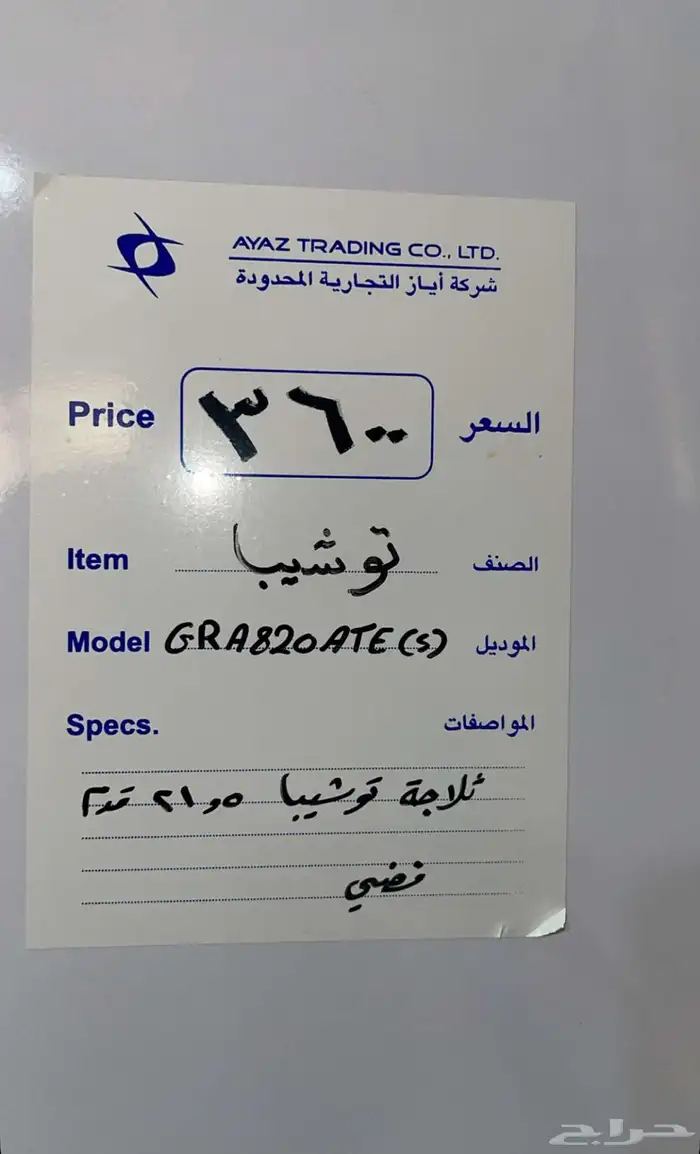 AYAZ TRADING CO., LTD.
شركة أياز التجارية المحدودة
Price ٣٦٠٠ السعر
Item توشيبا الصنف
Model GRA820ATE(S) الموديل
Specs. المواصفات
ثلاجة توشيبا ٢١,٥ قدم
فضي
حراج